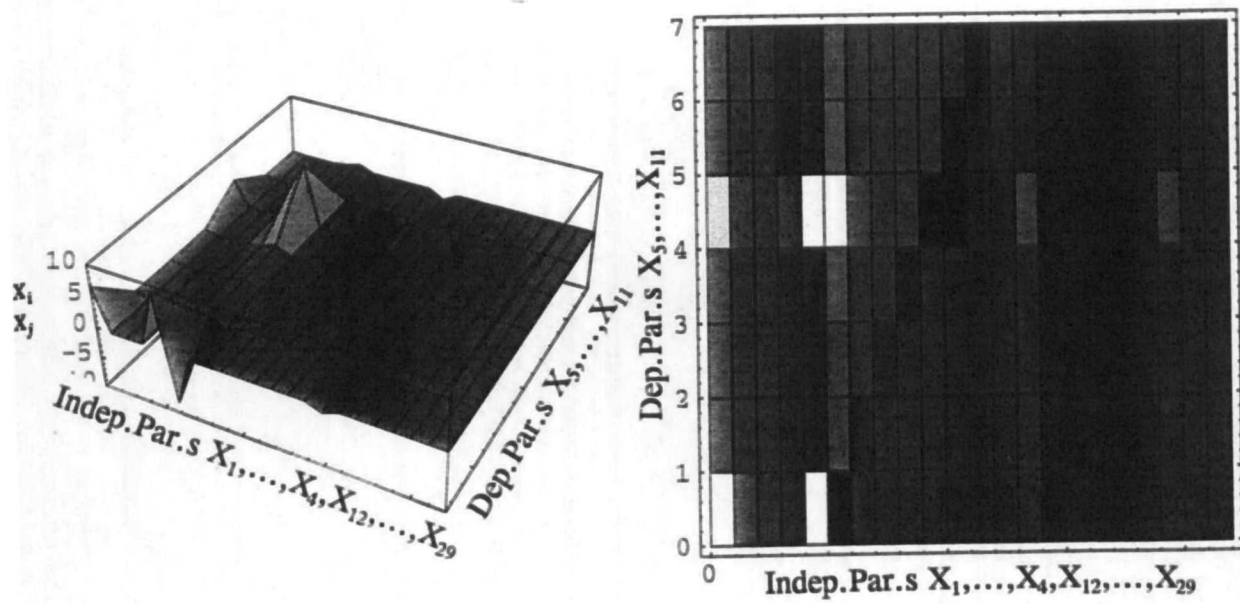 10
5
0
-5
X_i
X_j
Indep.Par.s X_1,...,X_4,X_12,...,X_29
Dep.Par.s X_5,...,X_11
7
6
5
4
3
2
1
0
Dep.Par.s X_5,...,X_11
0
Indep.Par.s X_1,...,X_4,X_12,...,X_29